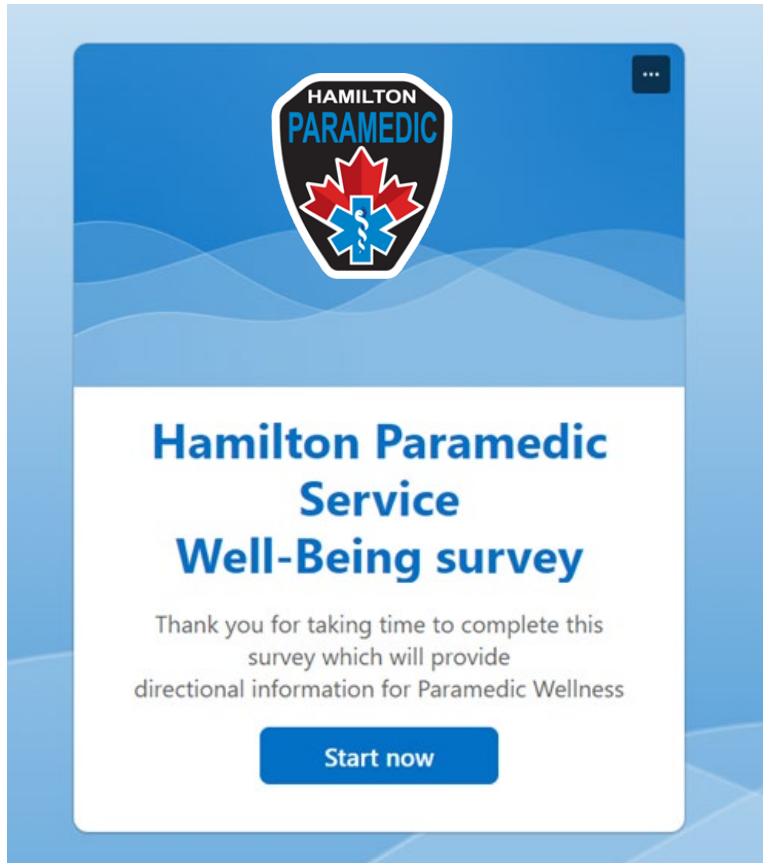 HAMILTON
PARAMEDIC
Hamilton Paramedic
Service
Well-Being survey
Thank you for taking time to complete this
survey which will provide
directional information for Paramedic Wellness
Start now